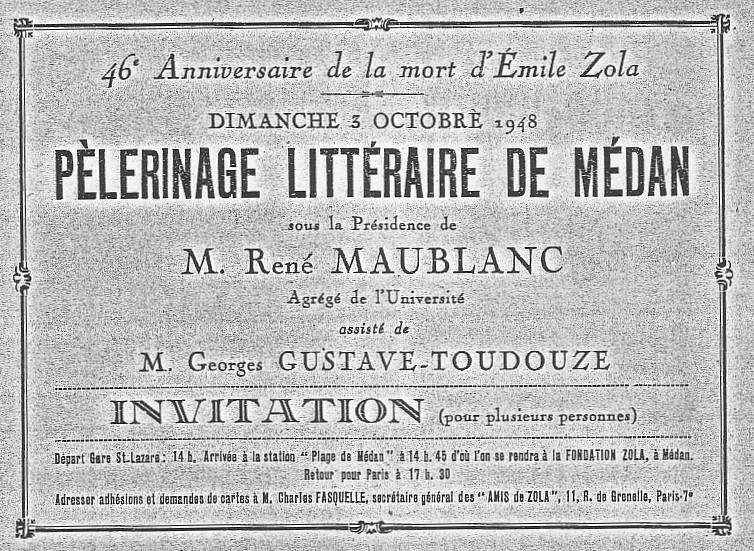 46e Anniversaire de la mort d'Émile Zola
DIMANCHE 3 OCTOBRE 1948
PÈLERINAGE LITTÉRAIRE DE MÉDAN
sous la Présidence de
M. René MAUBLANC
Agrégé de l'Université
assisté de
M. Georges GUSTAVE-TOUDOUZE
INVITATION (pour plusieurs personnes)
Départ Gare St-Lazare : 14 h. Arrivée à la station "Plage de Médan" à 14 h. 45 d'où l'on se rendra à la FONDATION ZOLA, à Médan.
Retour pour Paris à 17 h. 30
Adresser adhésions et demandes de cartes à M. Charles FASQUELLE, secrétaire général des "AMIS DE ZOLA", 11, R. de Grenelle, Paris-7e